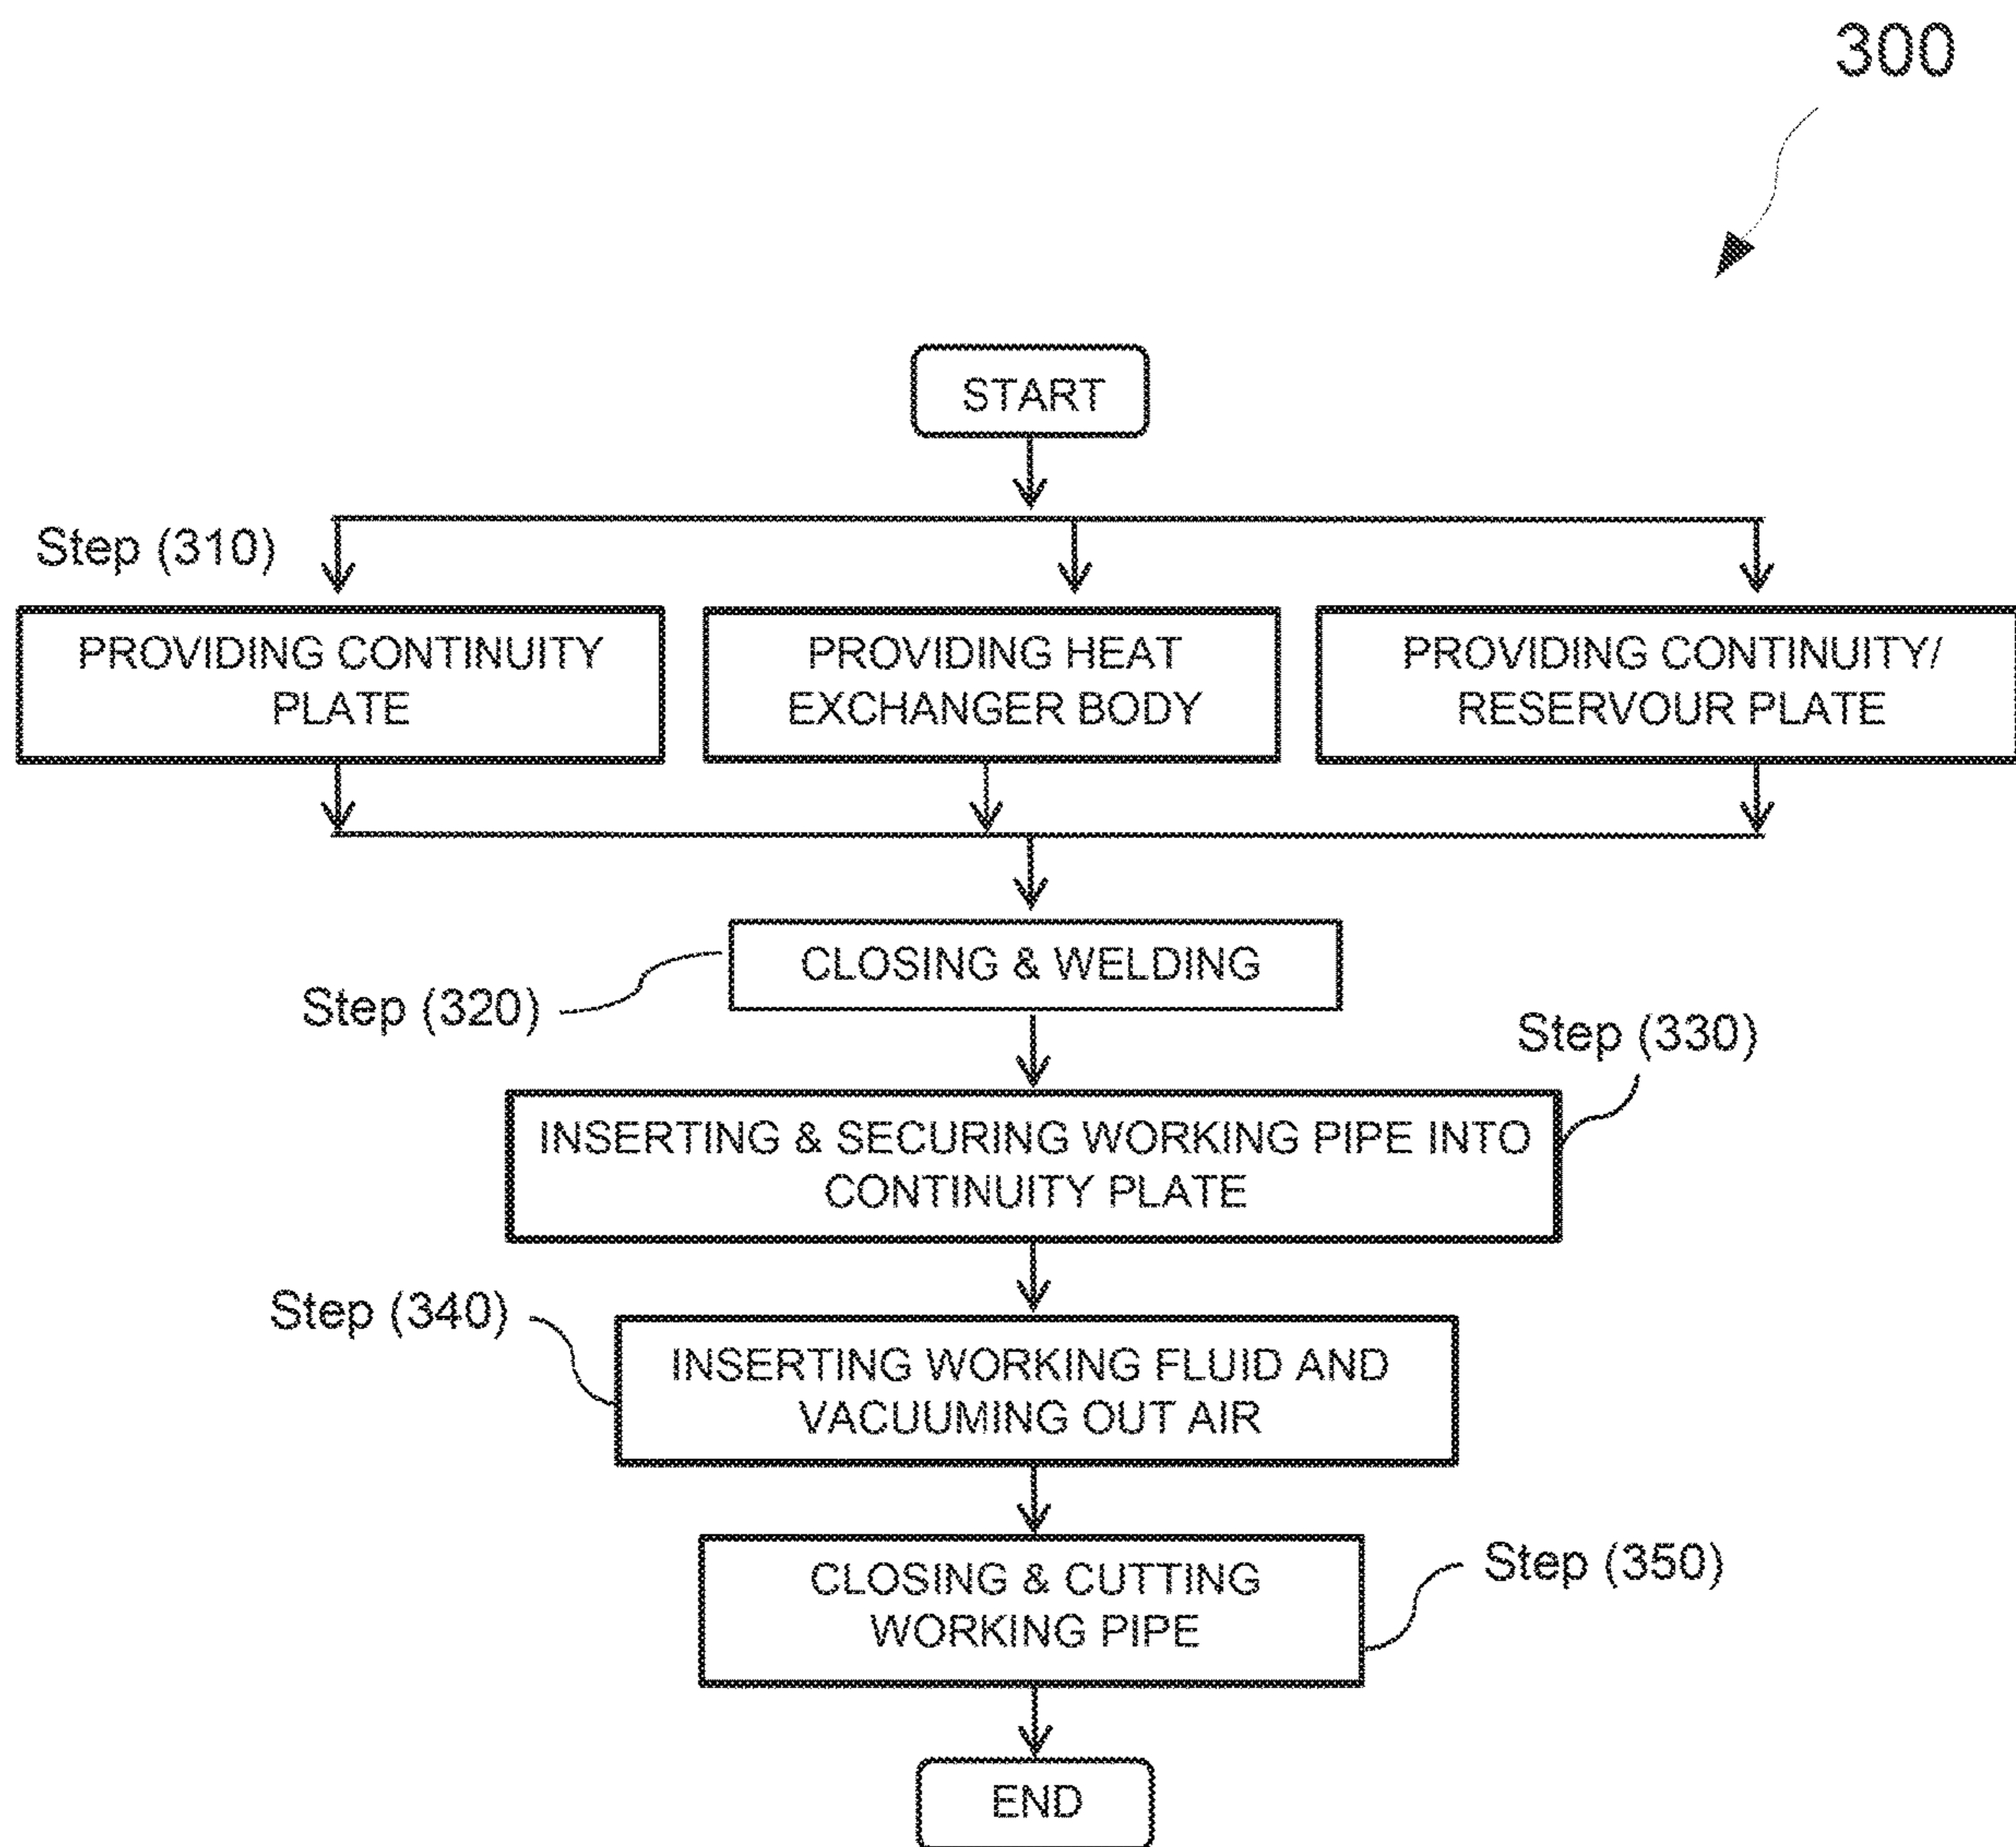 300
START
Step (310)
PROVIDING CONTINUITY
PLATE
PROVIDING HEAT
EXCHANGER BODY
PROVIDING CONTINUITY/
RESERVOUR PLATE
CLOSING & WELDING
Step (320)
Step (330)
INSERTING & SECURING WORKING PIPE INTO
CONTINUITY PLATE
Step (340)
INSERTING WORKING FLUID AND
VACUUMING OUT AIR
CLOSING & CUTTING
WORKING PIPE
Step (350)
END